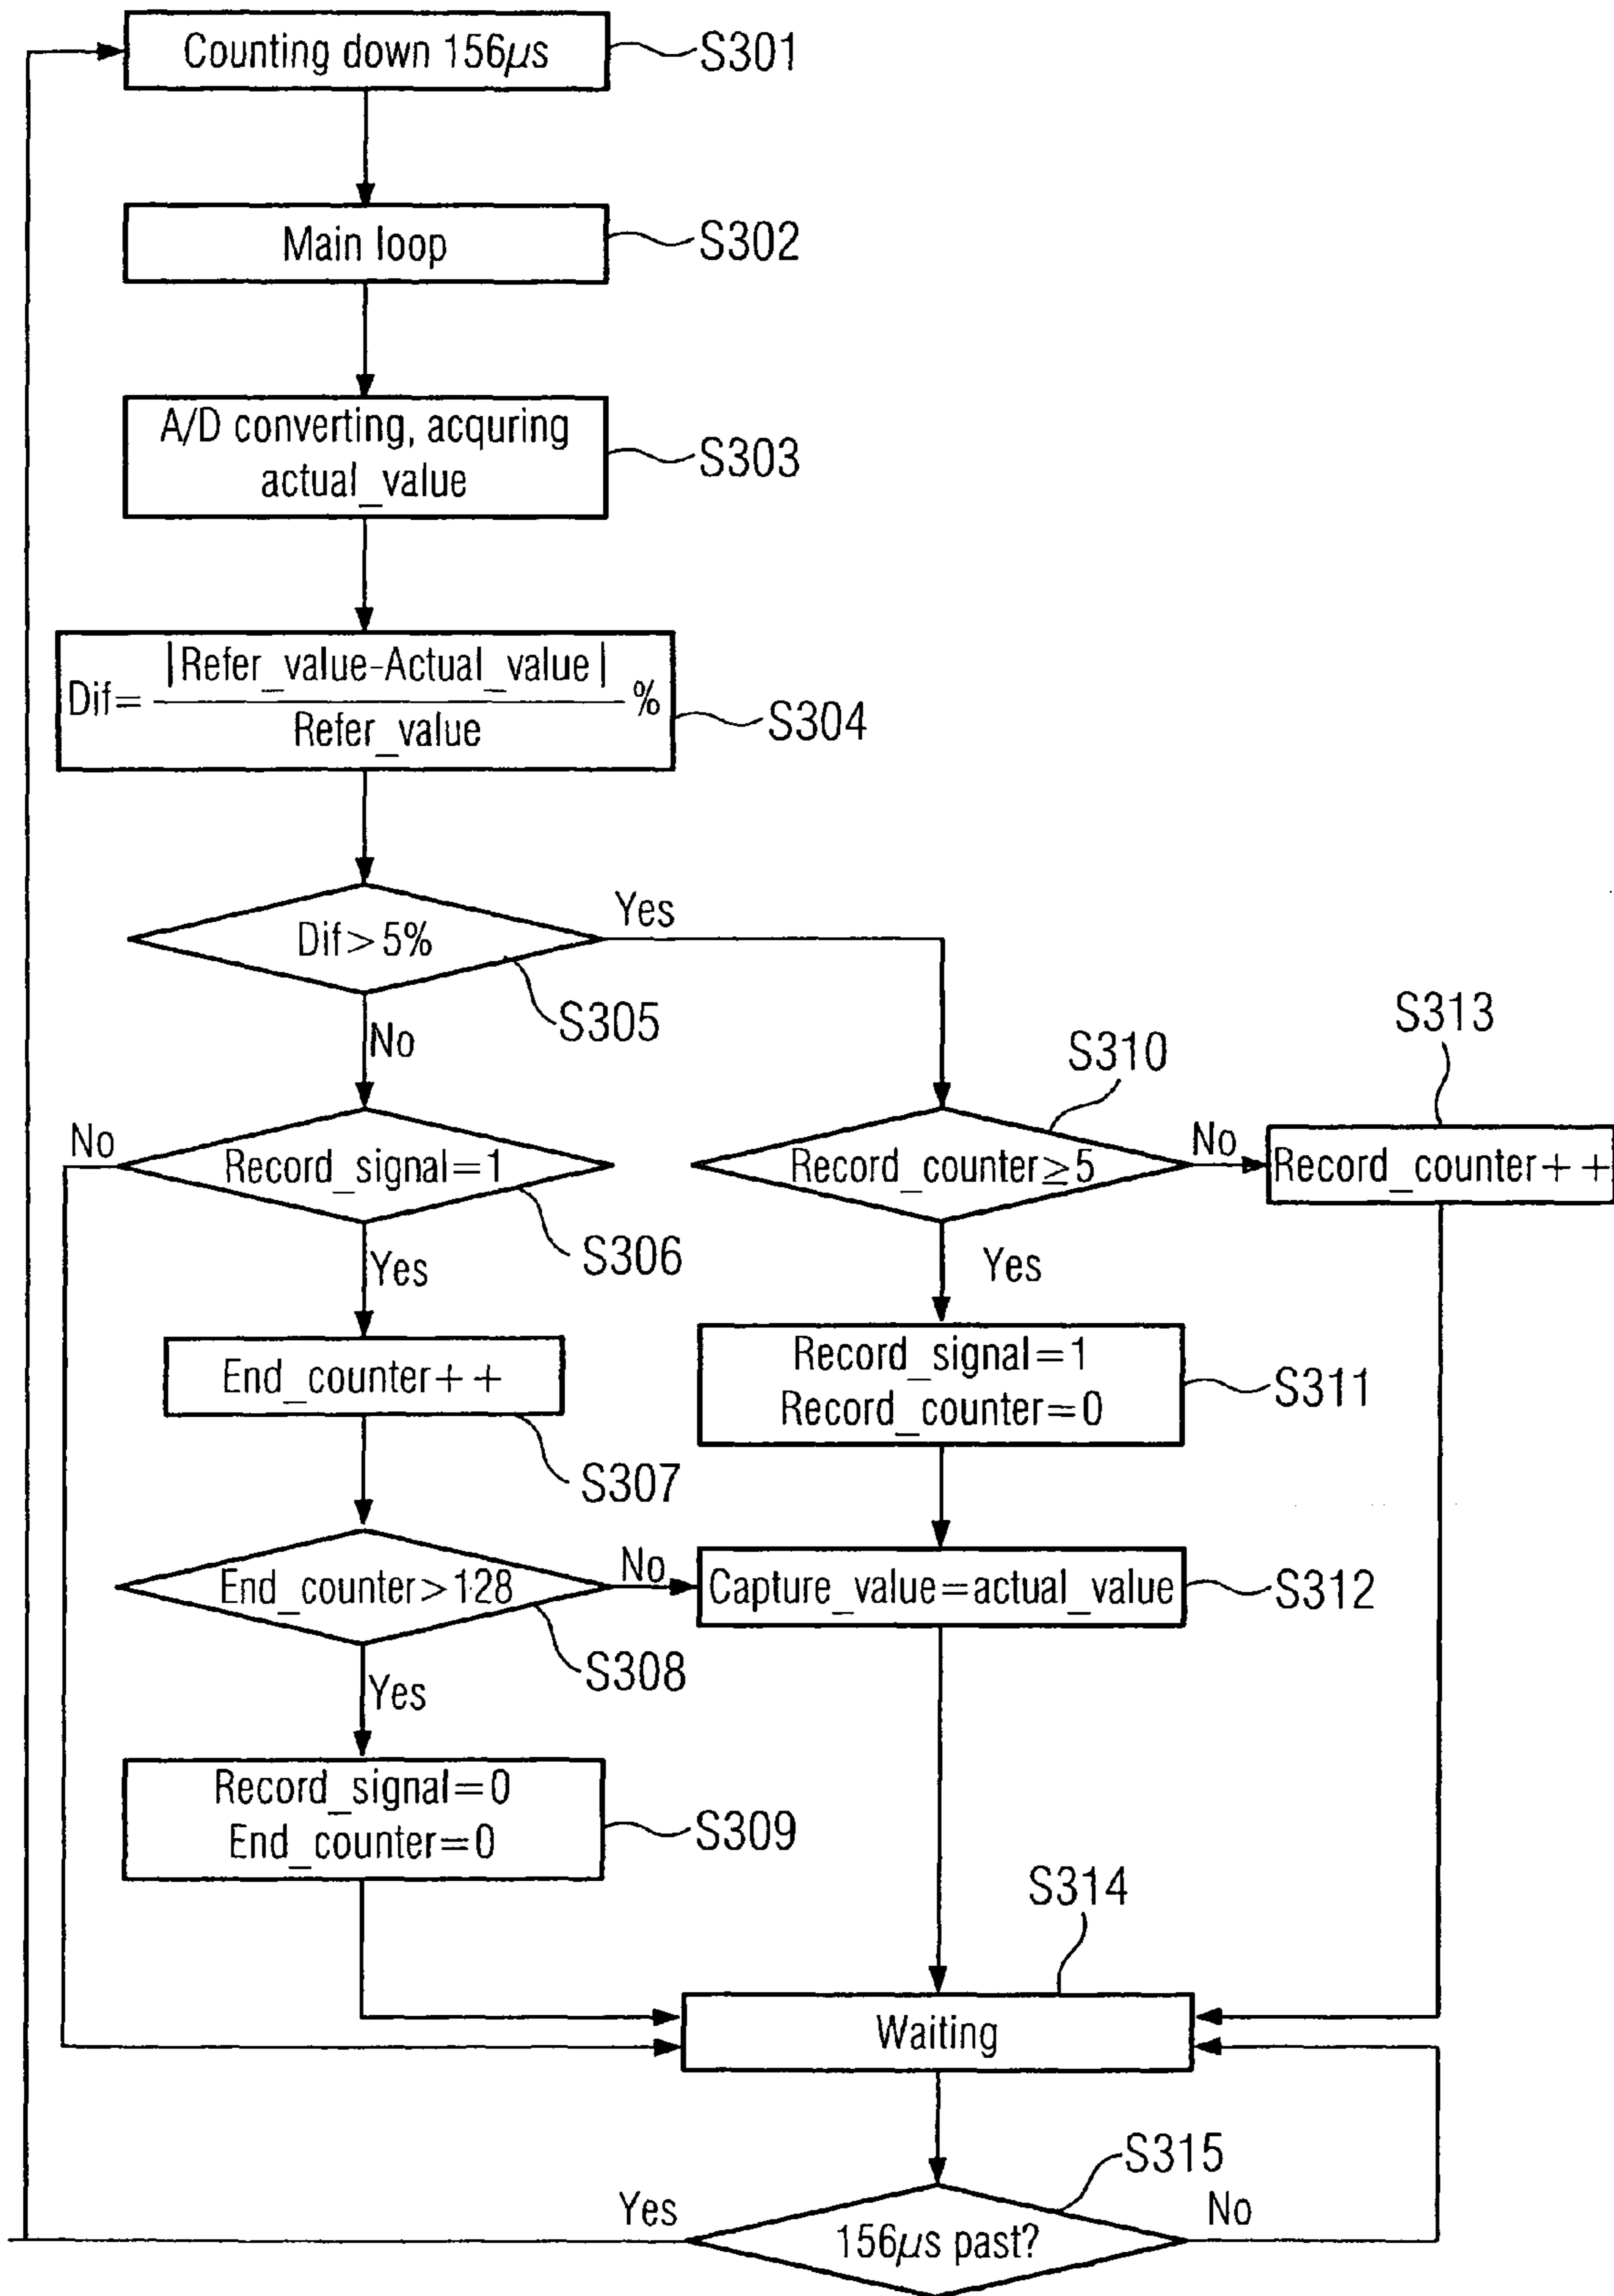 Counting down 156μs
S301
Main loop
S302
A/D converting, acquring
actual_value
S303
Dif= |Refer_value-Actual_value| %
Refer_value
S304
Dif>5%
Yes
S305
No
S313
S310
No
Record_signal=1
Record_counter≥5
No
Record_counter++
S306
Yes
Yes
End_counter++
S307
Record_signal=1
Record_counter=0
S311
End_counter>128
No
Capture_value=actual_value
S312
S308
Yes
Record_signal=0
End_counter=0
S309
S314
Waiting
S315
Yes
156μs past?
No